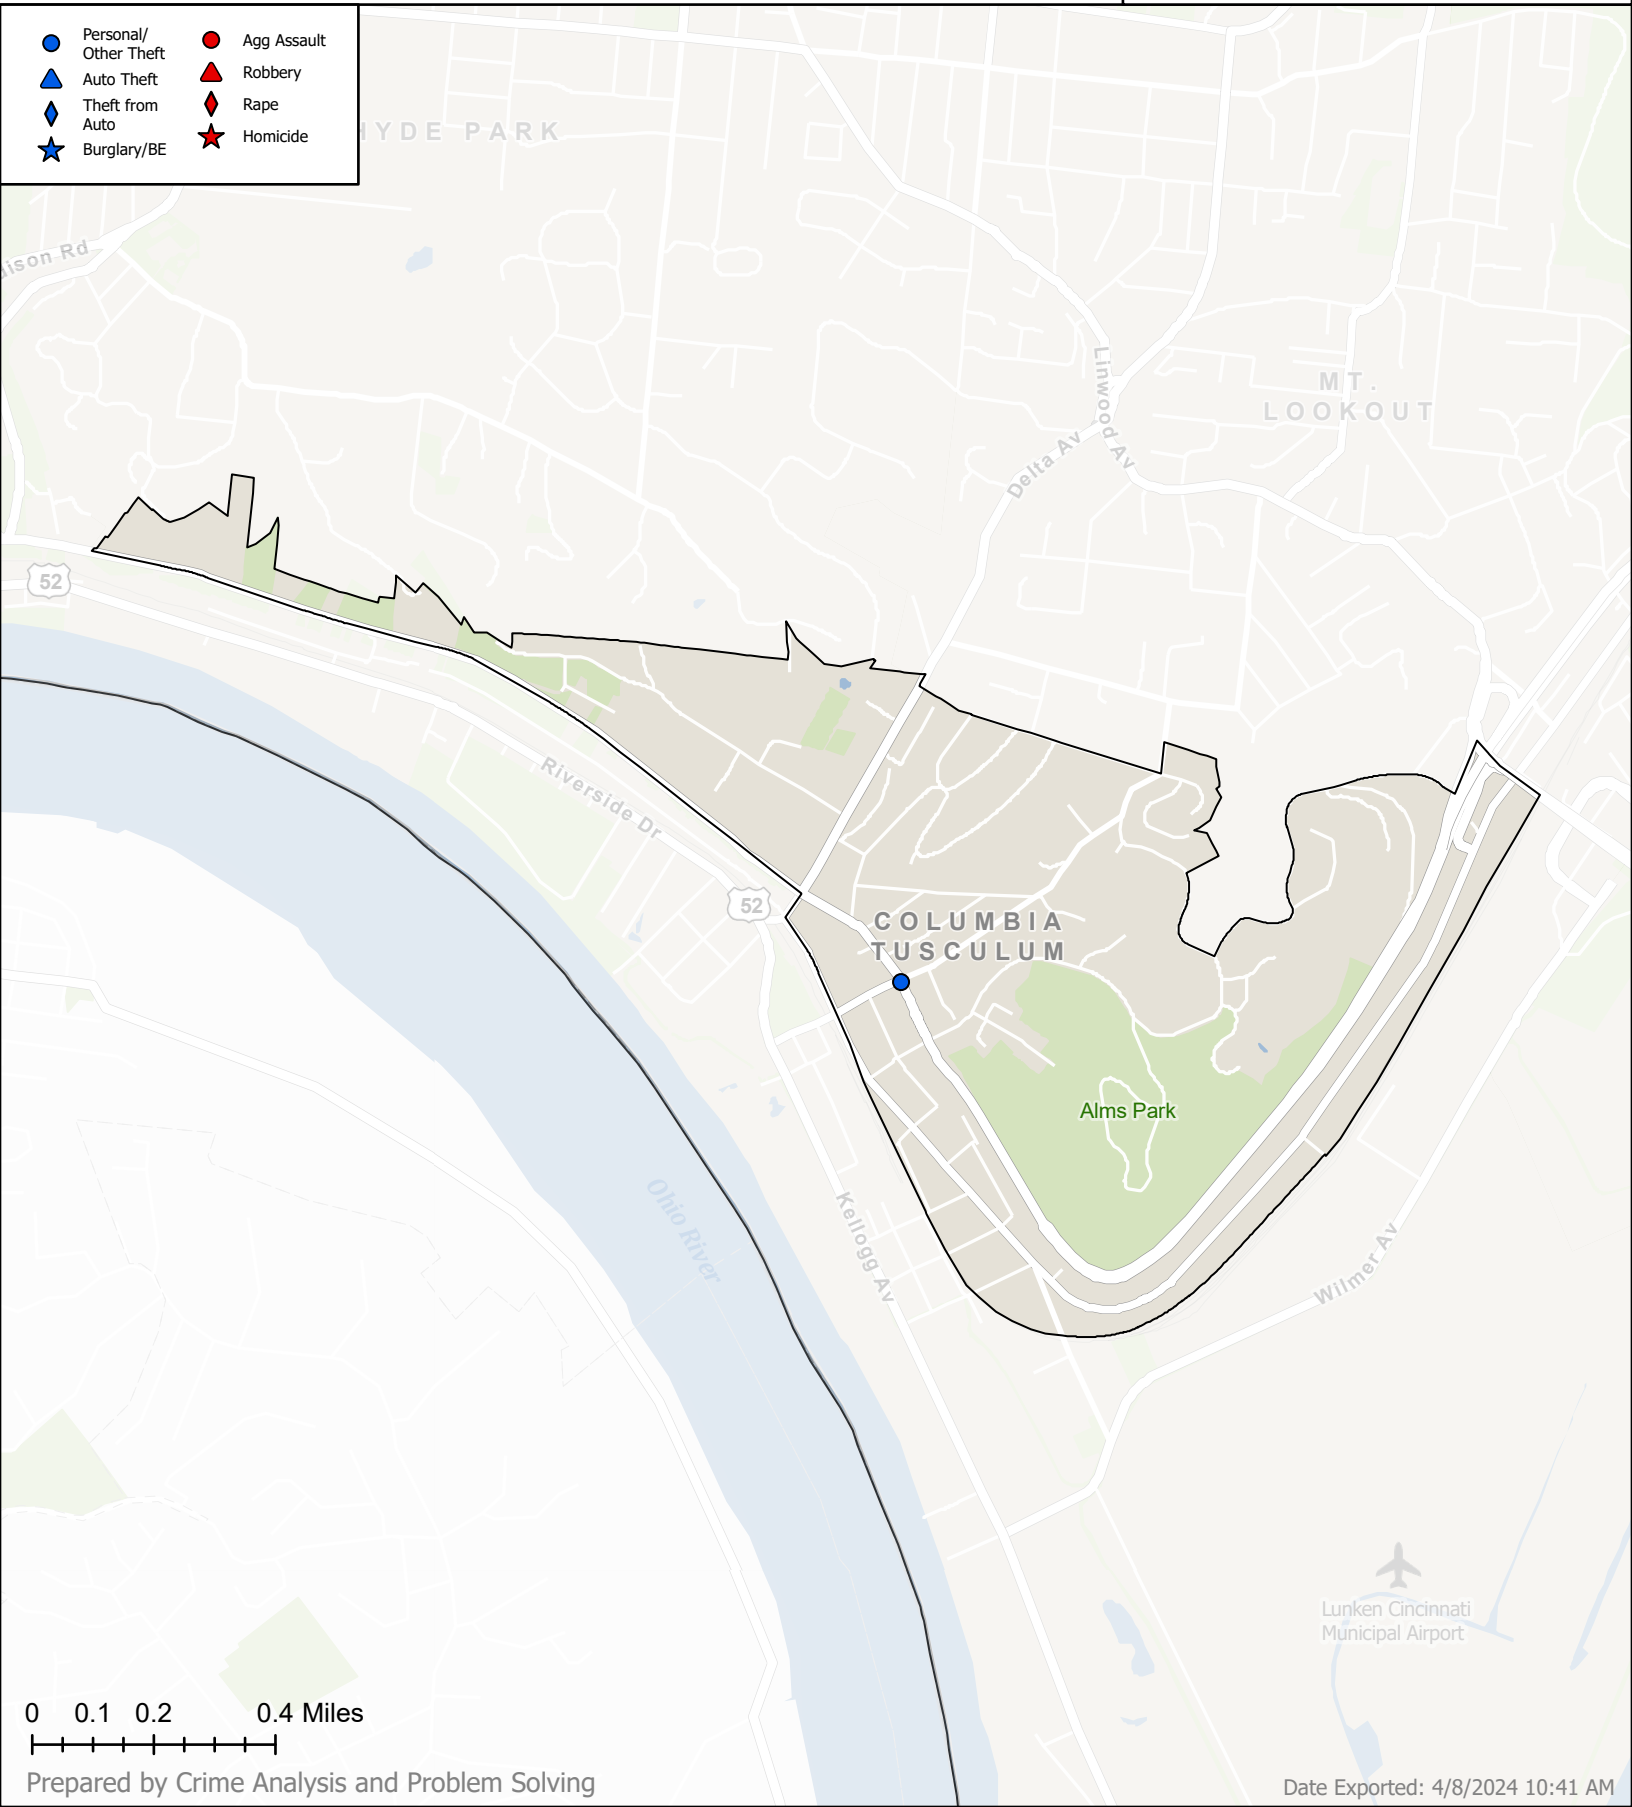 Personal/
Other Theft
Auto Theft
Theft from
Auto
Burglary/BE
Agg Assault
Robbery
Rape
Homicide
HYDE PARK
Linwood Av
MT.
LOOKOUT
Delta Av
52
Riverside Dr
52
COLUMBIA
TUSCULUM
Alms Park
Ohio River
Kellogg Av
Wilmer Av
Lunken Cincinnati
Municipal Airport
0 0.1 0.2 0.4 Miles
Prepared by Crime Analysis and Problem Solving
Date Exported: 4/8/2024 10:41 AM